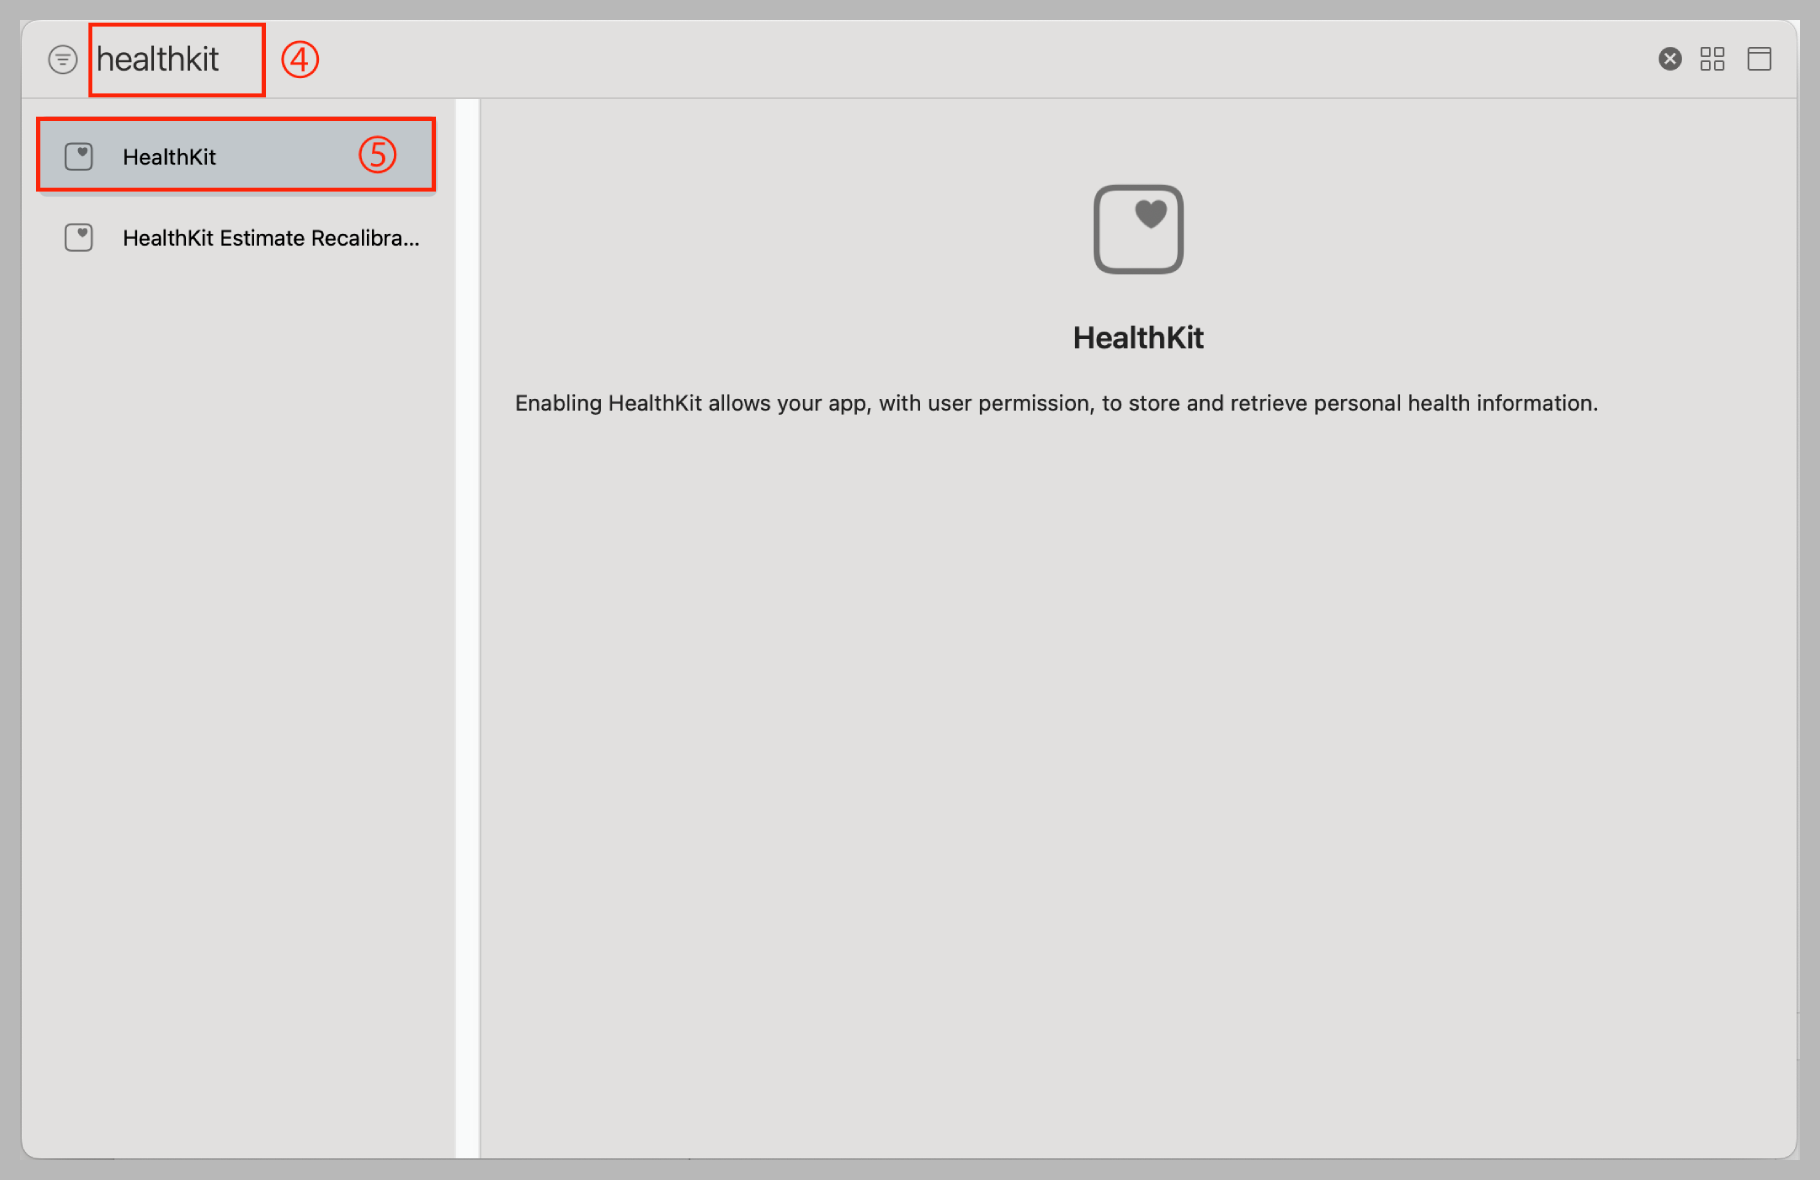 healthkit ④
HealthKit ⑤
HealthKit Estimate Recalibra...
HealthKit
Enabling HealthKit allows your app, with user permission, to store and retrieve personal health information.